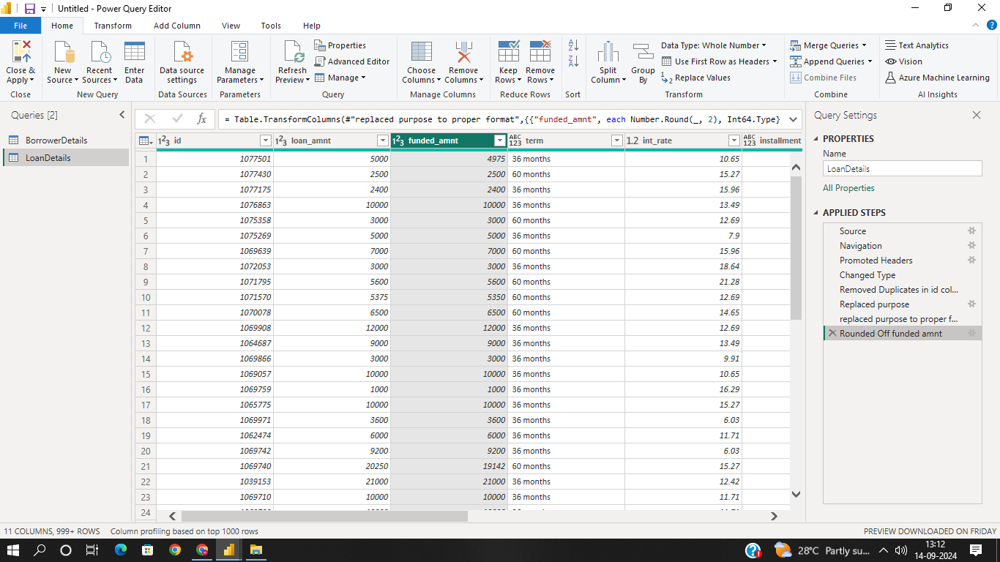 Untitled - Power Query Editor
File Home Transform Add Column View Tools Help
Close & Apply
New Source
Recent Sources
Enter Data
Data source settings
Manage Parameters
Refresh Preview
Properties
Advanced Editor
Manage
Choose Columns
Remove Columns
Keep Rows
Remove Rows
A Z
Z A
Split Column
Group By
Data Type: Whole Number
Use First Row as Headers
1 2 Replace Values
Merge Queries
Append Queries
Combine Files
Text Analytics
Vision
Azure Machine Learning
Close New Query Data Sources Parameters Query Manage Columns Reduce Rows Sort Transform Combine AI Insights
Queries [2]
BorrowerDetails
LoanDetails
fx = Table.TransformColumns(#"replaced purpose to proper format",{{"funded_amnt", each Number.Round(_, 2), Int64.Type}
123 id 123 loan_amnt 123 funded_amnt ABC 123 term 1.2 int_rate ABC 123 installment
1 1077501 5000 4975 36 months 10.65
2 1077430 2500 2500 60 months 15.27
3 1077175 2400 2400 36 months 15.96
4 1076863 10000 10000 36 months 13.49
5 1075358 3000 3000 60 months 12.69
6 1075269 5000 5000 36 months 7.9
7 1069639 7000 7000 60 months 15.96
8 1072053 3000 3000 36 months 18.64
9 1071795 5600 5600 60 months 21.28
10 1071570 5375 5350 60 months 12.69
11 1070078 6500 6500 60 months 14.65
12 1069908 12000 12000 36 months 12.69
13 1064687 9000 9000 36 months 13.49
14 1069866 3000 3000 36 months 9.91
15 1069057 10000 10000 36 months 10.65
16 1069759 1000 1000 36 months 16.29
17 1065775 10000 10000 36 months 15.27
18 1069971 3600 3600 36 months 6.03
19 1062474 6000 6000 36 months 11.71
20 1069742 9200 9200 36 months 6.03
21 1069740 20250 19142 60 months 15.27
22 1039153 21000 21000 36 months 12.42
23 1069710 10000 10000 36 months 11.71
24
Query Settings
PROPERTIES
Name
LoanDetails
All Properties
APPLIED STEPS
Source
Navigation
Promoted Headers
Changed Type
Removed Duplicates in id col...
Replaced purpose
replaced purpose to proper f...
Rounded Off funded amnt
11 COLUMNS, 999+ ROWS Column profiling based on top 1000 rows PREVIEW DOWNLOADED ON FRIDAY
28°C Partly su...
13:12
14-09-2024